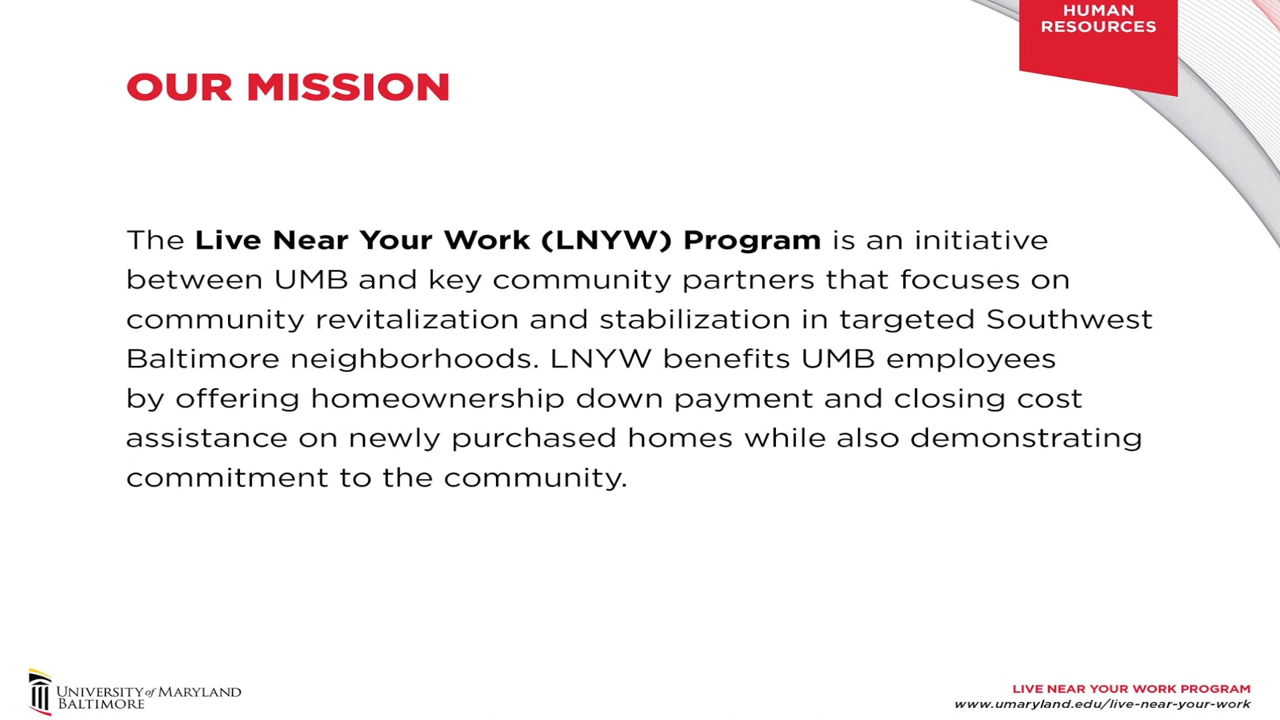 HUMAN
RESOURCES
OUR MISSION
The Live Near Your Work (LNYW) Program is an initiative
between UMB and key community partners that focuses on
community revitalization and stabilization in targeted Southwest
Baltimore neighborhoods. LNYW benefits UMB employees
by offering homeownership down payment and closing cost
assistance on newly purchased homes while also demonstrating
commitment to the community.
UNIVERSITY of MARYLAND
BALTIMORE
LIVE NEAR YOUR WORK PROGRAM
www.umaryland.edu/live-near-your-work